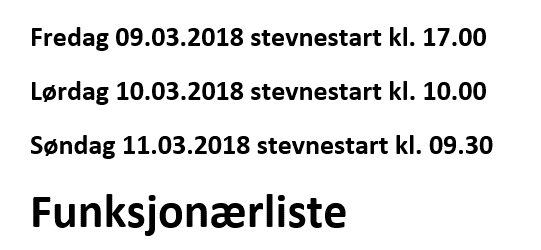 Fredag 09.03.2018 stevnestart kl. 17.00
Lørdag 10.03.2018 stevnestart kl. 10.00
Søndag 11.03.2018 stevnestart kl. 09.30
Funksjonærliste